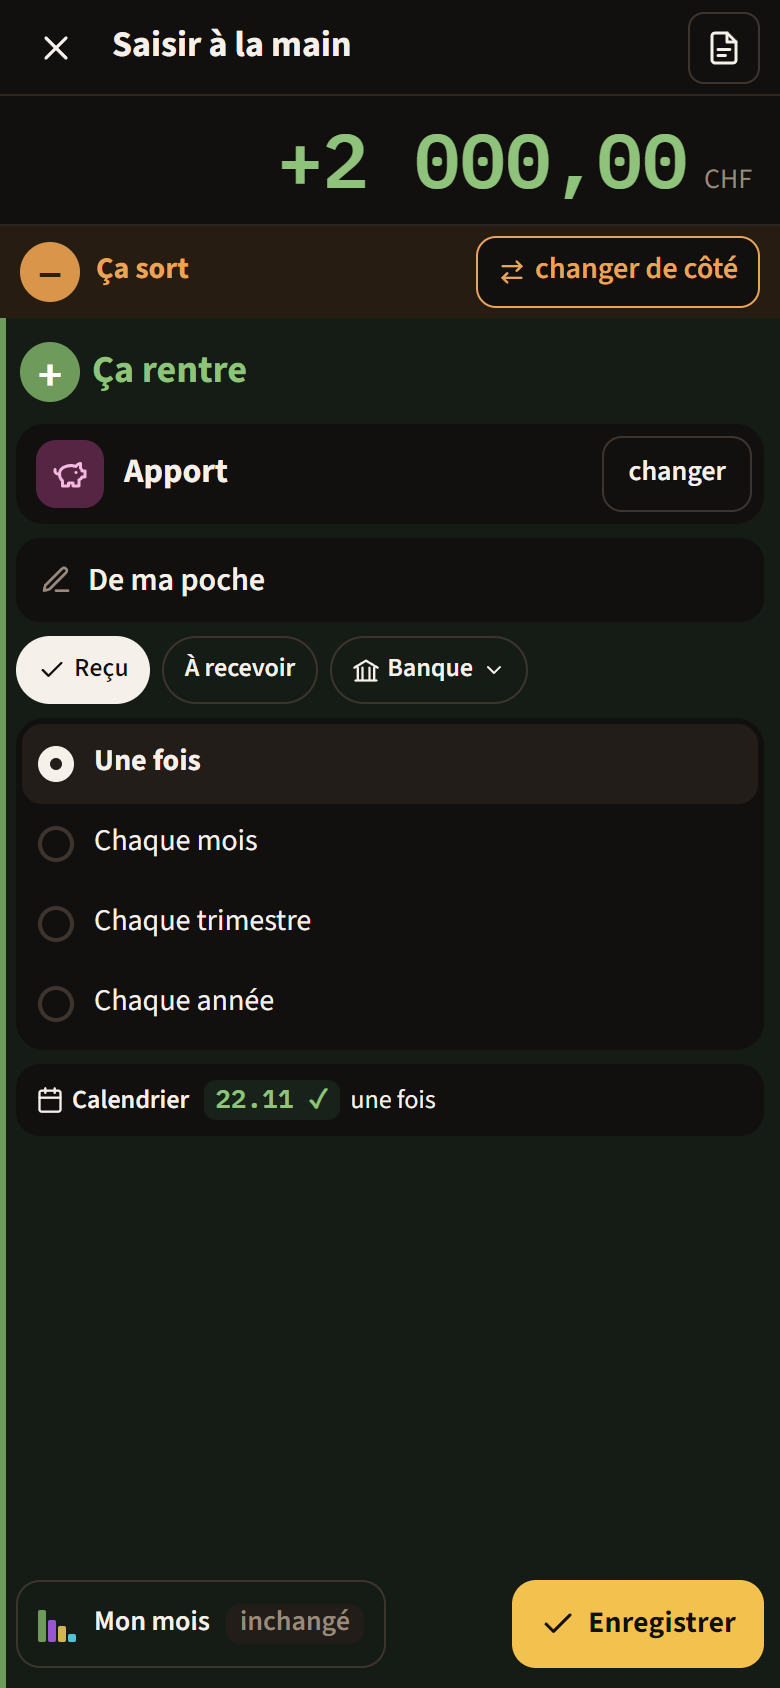 Saisir à la main
+2 000,00 CHF
Ça sort
changer de côté
Ça rentre
Apport
changer
De ma poche
Reçu
À recevoir
Banque
Une fois
Chaque mois
Chaque trimestre
Chaque année
Calendrier 22.11 ✓ une fois
Mon mois inchangé
Enregistrer